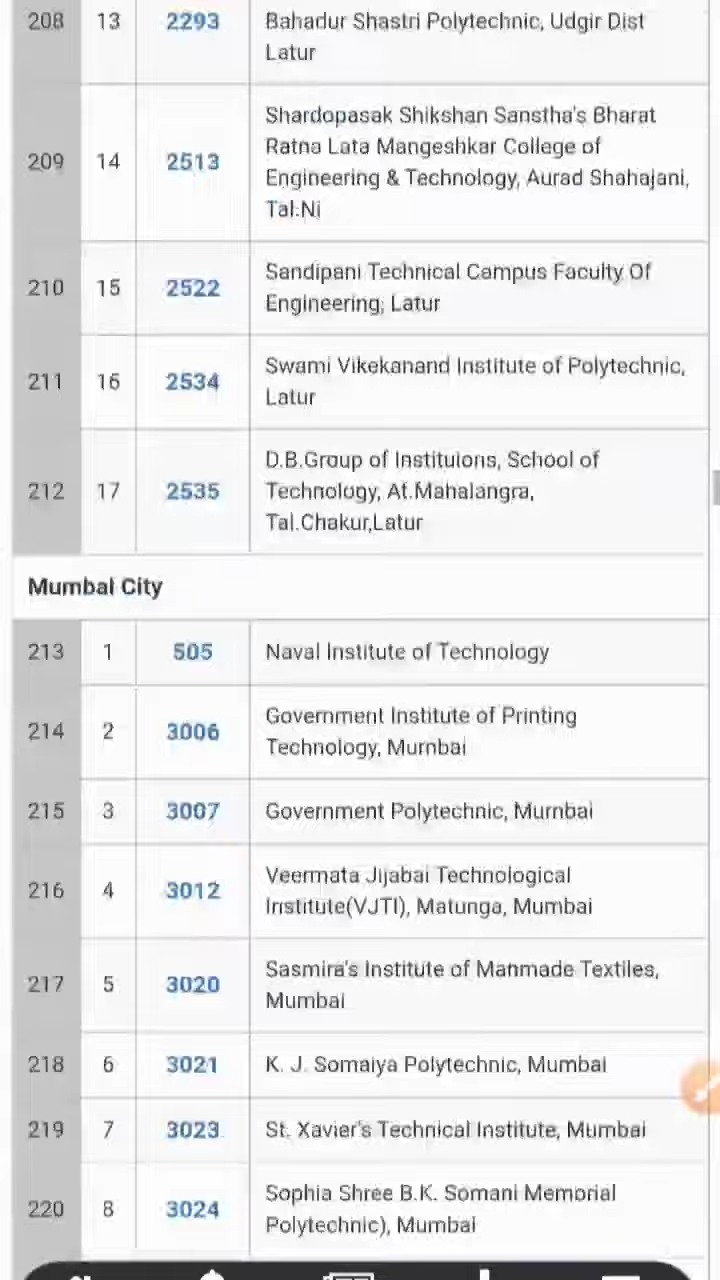 208 13 2293 Bahadur Shastri Polytechnic, Udgir Dist
Latur
209 14 2513 Shardopasak Shikshan Sanstha's Bharat
Ratna Lata Mangeshkar College of
Engineering & Technology, Aurad Shahajani,
Tal:Ni
210 15 2522 Sandipani Technical Campus Faculty Of
Engineering, Latur
211 16 2534 Swami Vikekanand Institute of Polytechnic,
Latur
212 17 2535 D.B.Group of Instituions, School of
Technology, At.Mahalangra,
Tal.Chakur,Latur
Mumbai City
213 1 505 Naval Institute of Technology
214 2 3006 Government Institute of Printing
Technology, Mumbai
215 3 3007 Government Polytechnic, Mumbai
216 4 3012 Veermata Jijabai Technological
Institute(VJTI), Matunga, Mumbai
217 5 3020 Sasmira's Institute of Manmade Textiles,
Mumbai
218 6 3021 K. J. Somaiya Polytechnic, Mumbai
219 7 3023 St. Xavier's Technical Institute, Mumbai
220 8 3024 Sophia Shree B.K. Somani Memorial
Polytechnic), Mumbai